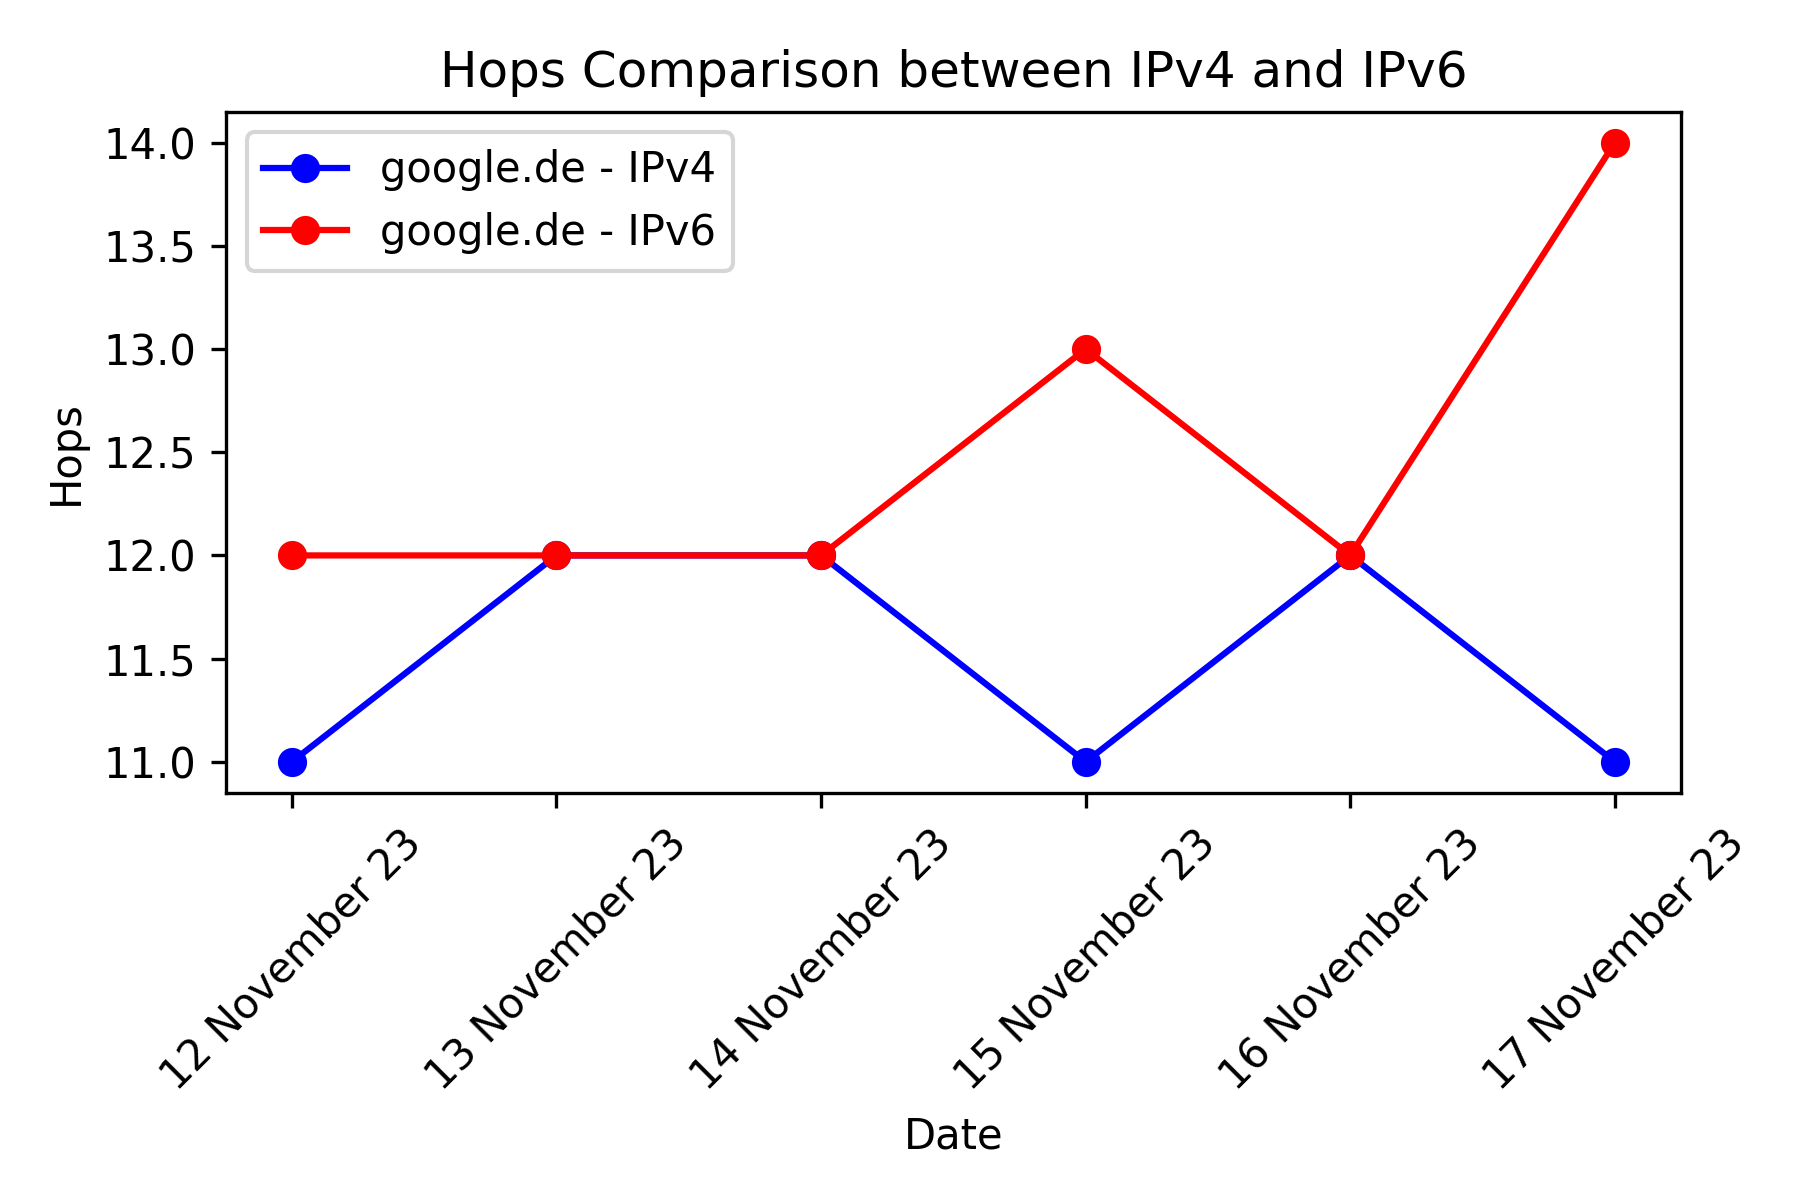 Hops Comparison between IPv4 and IPv6
google.de - IPv4
google.de - IPv6
14.0
13.5
13.0
12.5
12.0
11.5
11.0
Hops
12 November 23
13 November 23
14 November 23
15 November 23
16 November 23
17 November 23
Date